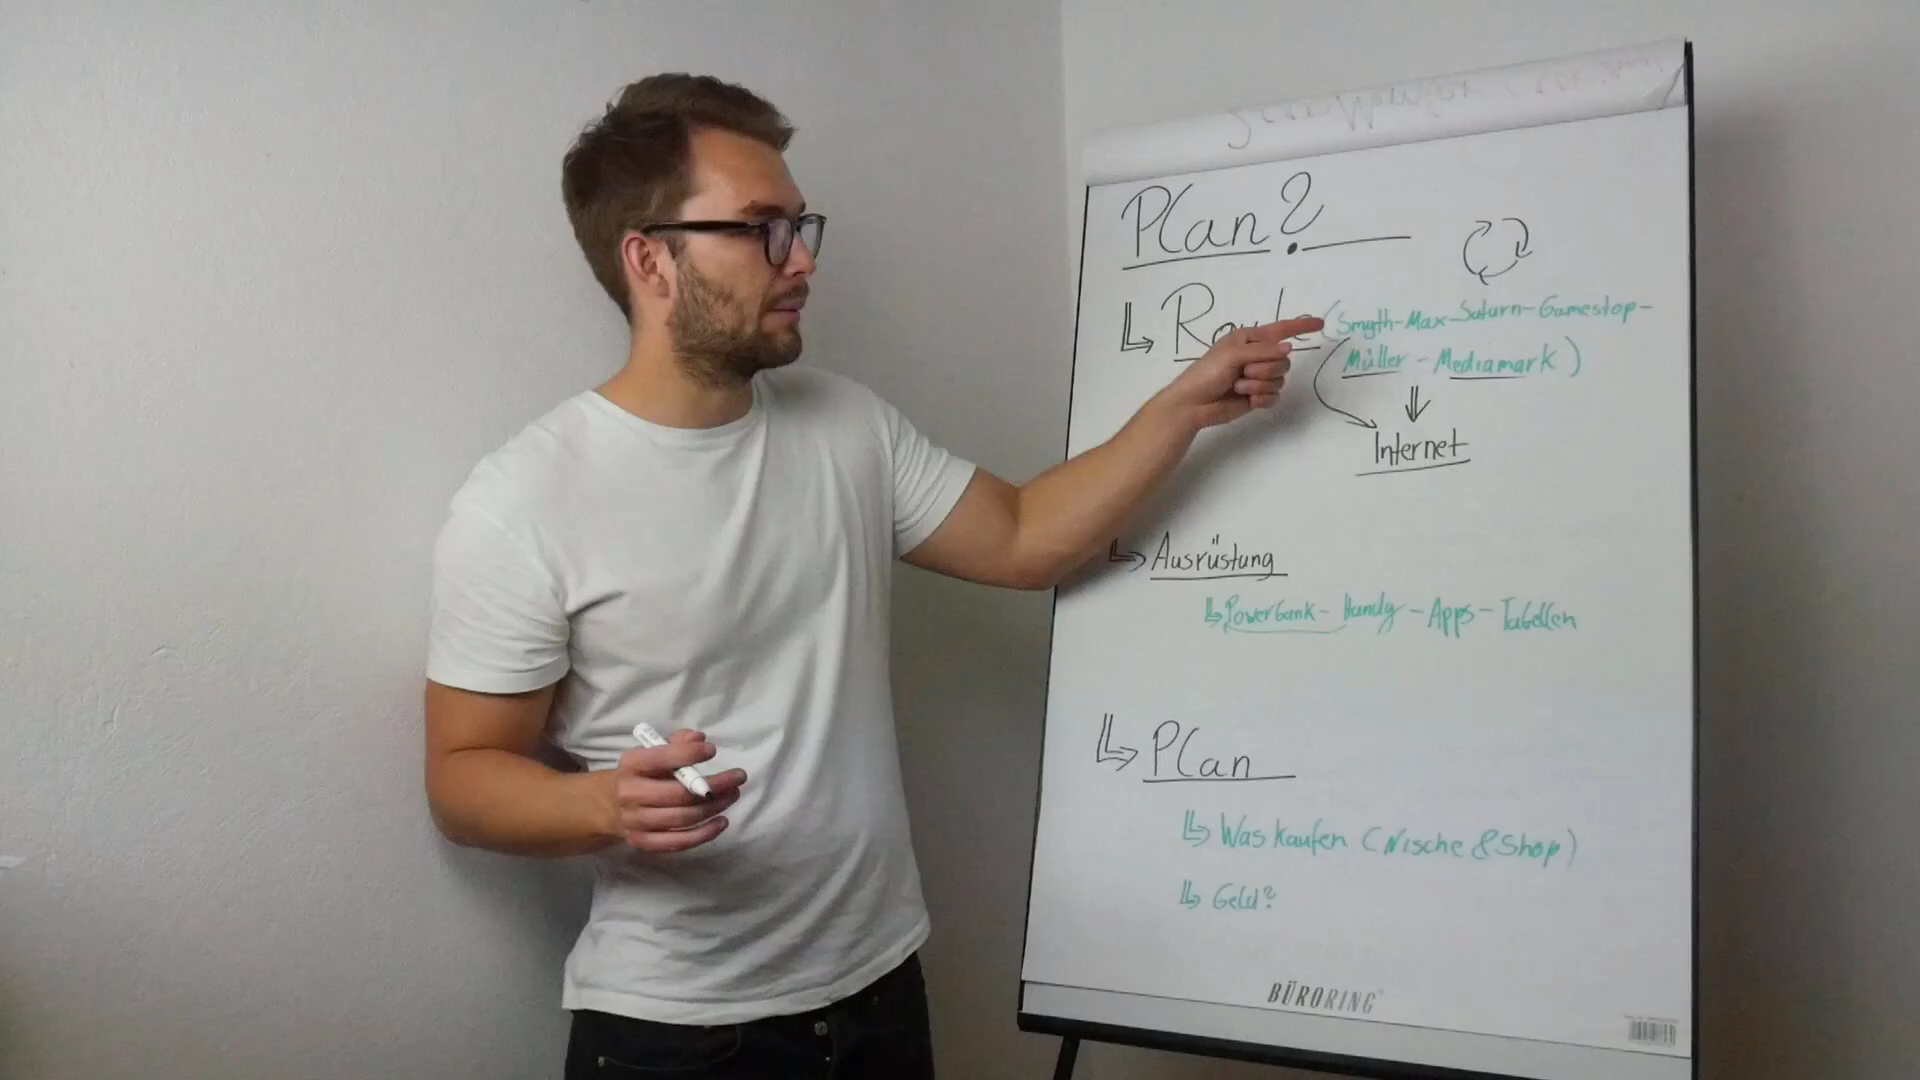 Plan?
Route (Smyth-Max-Saturn-Gamestop-
Müller - Mediamark)
Internet
Ausrüstung
Powerbank - Handy - Apps - Tabellen
Plan
Was kaufen (Nische & Shop)
Geld?
BÜRORING